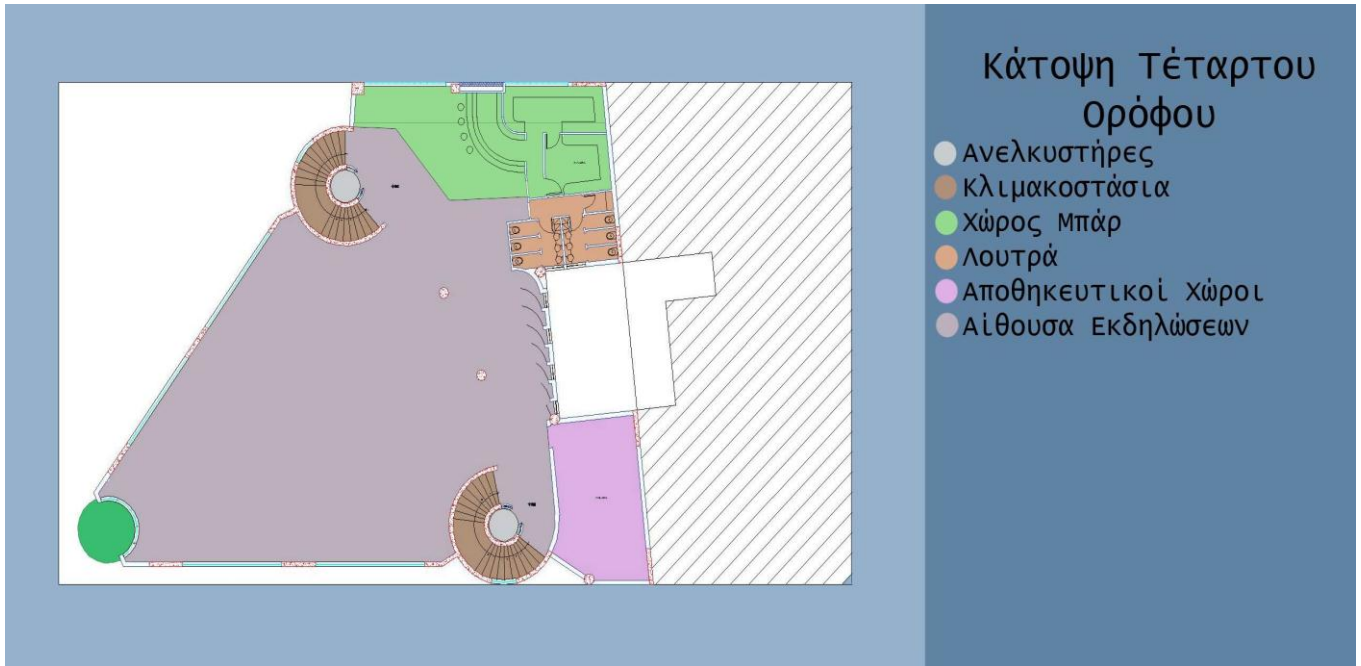 Κάτοψη Τέταρτου
Ορόφου
Ανελκυστήρες
Κλιμακοστάσια
Χώρος Μπάρ
Λουτρά
Αποθηκευτικοί Χώροι
Αίθουσα Εκδηλώσεων